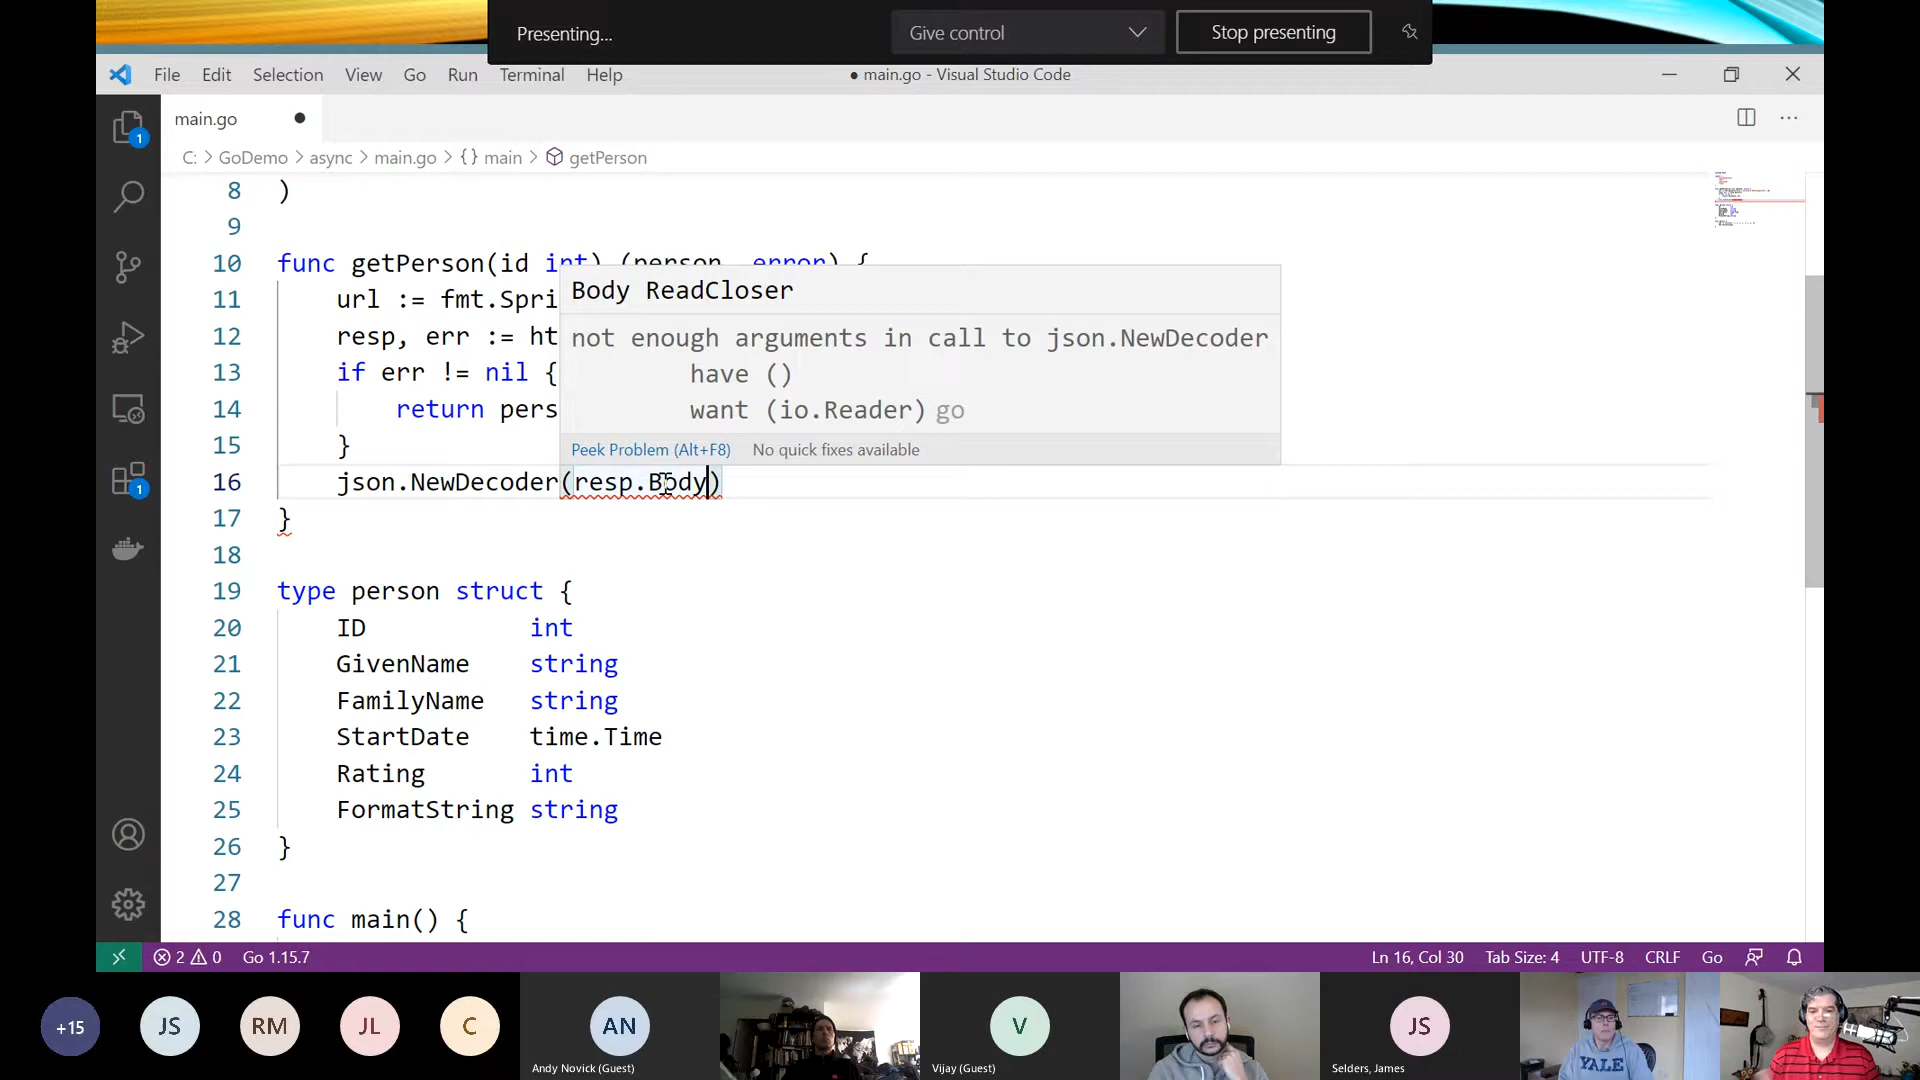 Presenting...
Give control
Stop presenting
File Edit Selection View Go Run Terminal Help
● main.go - Visual Studio Code
main.go ●
C: > GoDemo > async > main.go > {} main > getPerson
8 )
9
10 func getPerson(id int) (person, error) {
11 url := fmt.Spri
12 resp, err := ht
13 if err != nil {
14 return pers
15 }
16 json.NewDecoder(resp.Body)
17 }
18
19 type person struct {
20 ID int
21 GivenName string
22 FamilyName string
23 StartDate time.Time
24 Rating int
25 FormatString string
26 }
27
28 func main() {
Body ReadCloser
not enough arguments in call to json.NewDecoder
have ()
want (io.Reader) go
Peek Problem (Alt+F8) No quick fixes available
1
1
2 0 Go 1.15.7
Ln 16, Col 30 Tab Size: 4 UTF-8 CRLF Go
+15
JS
RM
JL
C
AN
Andy Novick (Guest)
V
Vijay (Guest)
JS
Selders, James
YALE